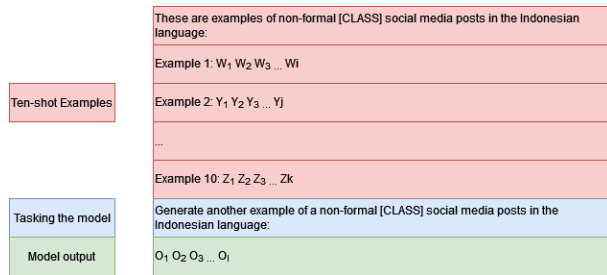 These are examples of non-formal [CLASS] social media posts in the Indonesian
language:
Example 1: W₁ W₂ W₃ ... Wi
Ten-shot Examples
Example 2: Y₁ Y₂ Y₃ ... Yj
...
Example 10: Z₁ Z₂ Z₃ ... Zk
Tasking the model
Generate another example of a non-formal [CLASS] social media posts in the
Indonesian language:
Model output
O₁ O₂ O₃ ... Oₗ